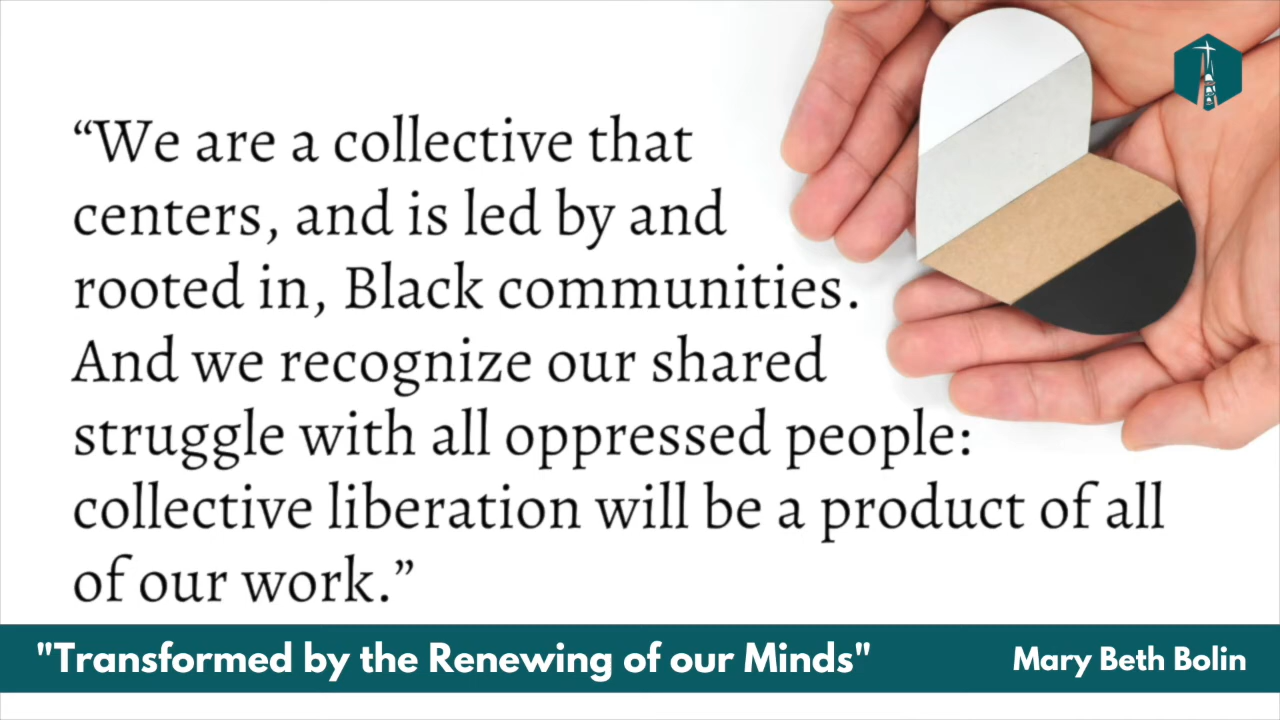 “We are a collective that
centers, and is led by and
rooted in, Black communities.
And we recognize our shared
struggle with all oppressed people:
collective liberation will be a product of all
of our work.”
"Transformed by the Renewing of our Minds"
Mary Beth Bolin